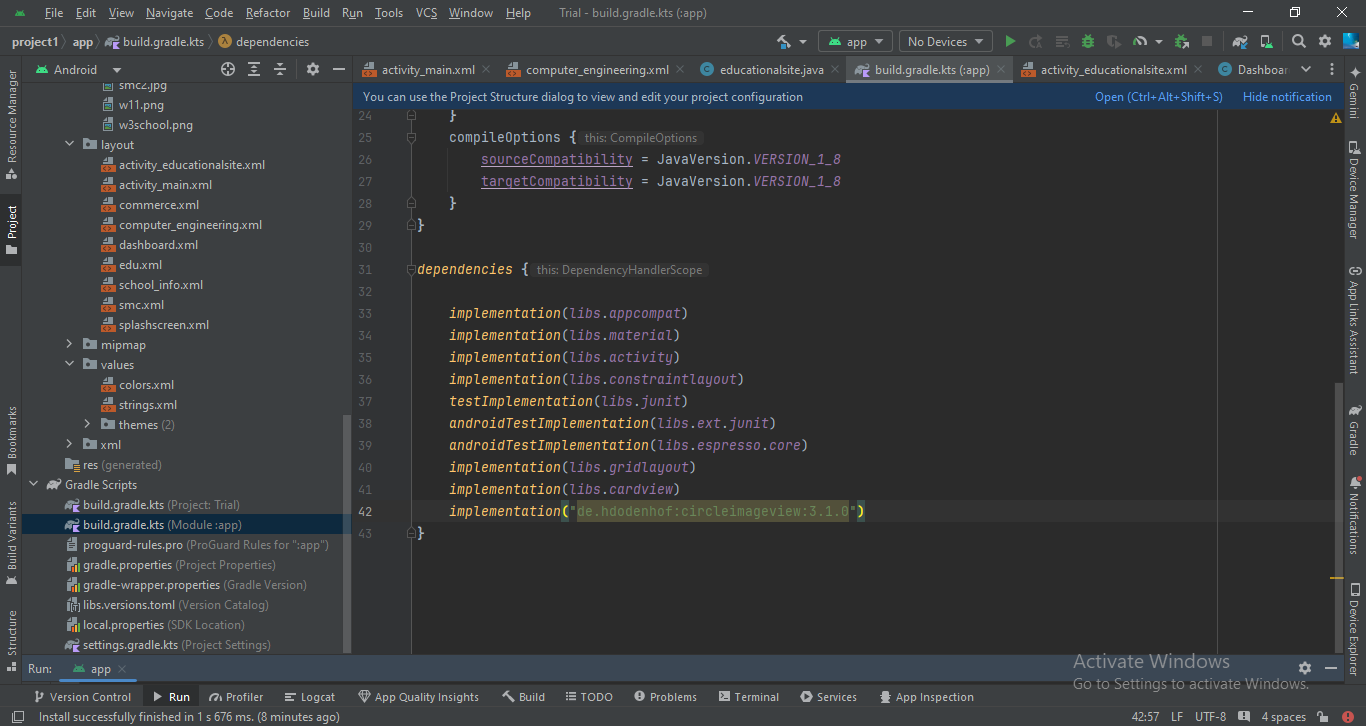 File Edit View Navigate Code Refactor Build Run Tools VCS Window Help Trial - build.gradle.kts (:app)
project1 app build.gradle.kts dependencies app No Devices
Android activity_main.xml computer_engineering.xml educationalsite.java build.gradle.kts (:app) activity_educationalsite.xml Dashboar
You can use the Project Structure dialog to view and edit your project configuration Open (Ctrl+Alt+Shift+S) Hide notification
Resource Manager
Project
Bookmarks
Build Variants
Structure
smc2.jpg
w11.png
w3school.png
layout
activity_educationalsite.xml
activity_main.xml
commerce.xml
computer_engineering.xml
dashboard.xml
edu.xml
school_info.xml
smc.xml
splashscreen.xml
mipmap
values
colors.xml
strings.xml
themes (2)
xml
res (generated)
Gradle Scripts
build.gradle.kts (Project: Trial)
build.gradle.kts (Module :app)
proguard-rules.pro (ProGuard Rules for ":app")
gradle.properties (Project Properties)
gradle-wrapper.properties (Gradle Version)
libs.versions.toml (Version Catalog)
local.properties (SDK Location)
settings.gradle.kts (Project Settings)
24 }
25 compileOptions { this: CompileOptions
26 sourceCompatibility = JavaVersion.VERSION_1_8
27 targetCompatibility = JavaVersion.VERSION_1_8
28 }
29 }
30
31 dependencies { this: DependencyHandlerScope
32
33 implementation(libs.appcompat)
34 implementation(libs.material)
35 implementation(libs.activity)
36 implementation(libs.constraintlayout)
37 testImplementation(libs.junit)
38 androidTestImplementation(libs.ext.junit)
39 androidTestImplementation(libs.espresso.core)
40 implementation(libs.gridlayout)
41 implementation(libs.cardview)
42 implementation("de.hdodenhof:circleimageview:3.1.0")
43 }
Gemini
Device Manager
App Links Assistant
Gradle
Notifications
Device Explorer
Activate Windows
Go to Settings to activate Windows.
Run: app
Version Control Run Profiler Logcat App Quality Insights Build TODO Problems Terminal Services App Inspection
Install successfully finished in 1 s 676 ms. (8 minutes ago) 42:57 LF UTF-8 4 spaces